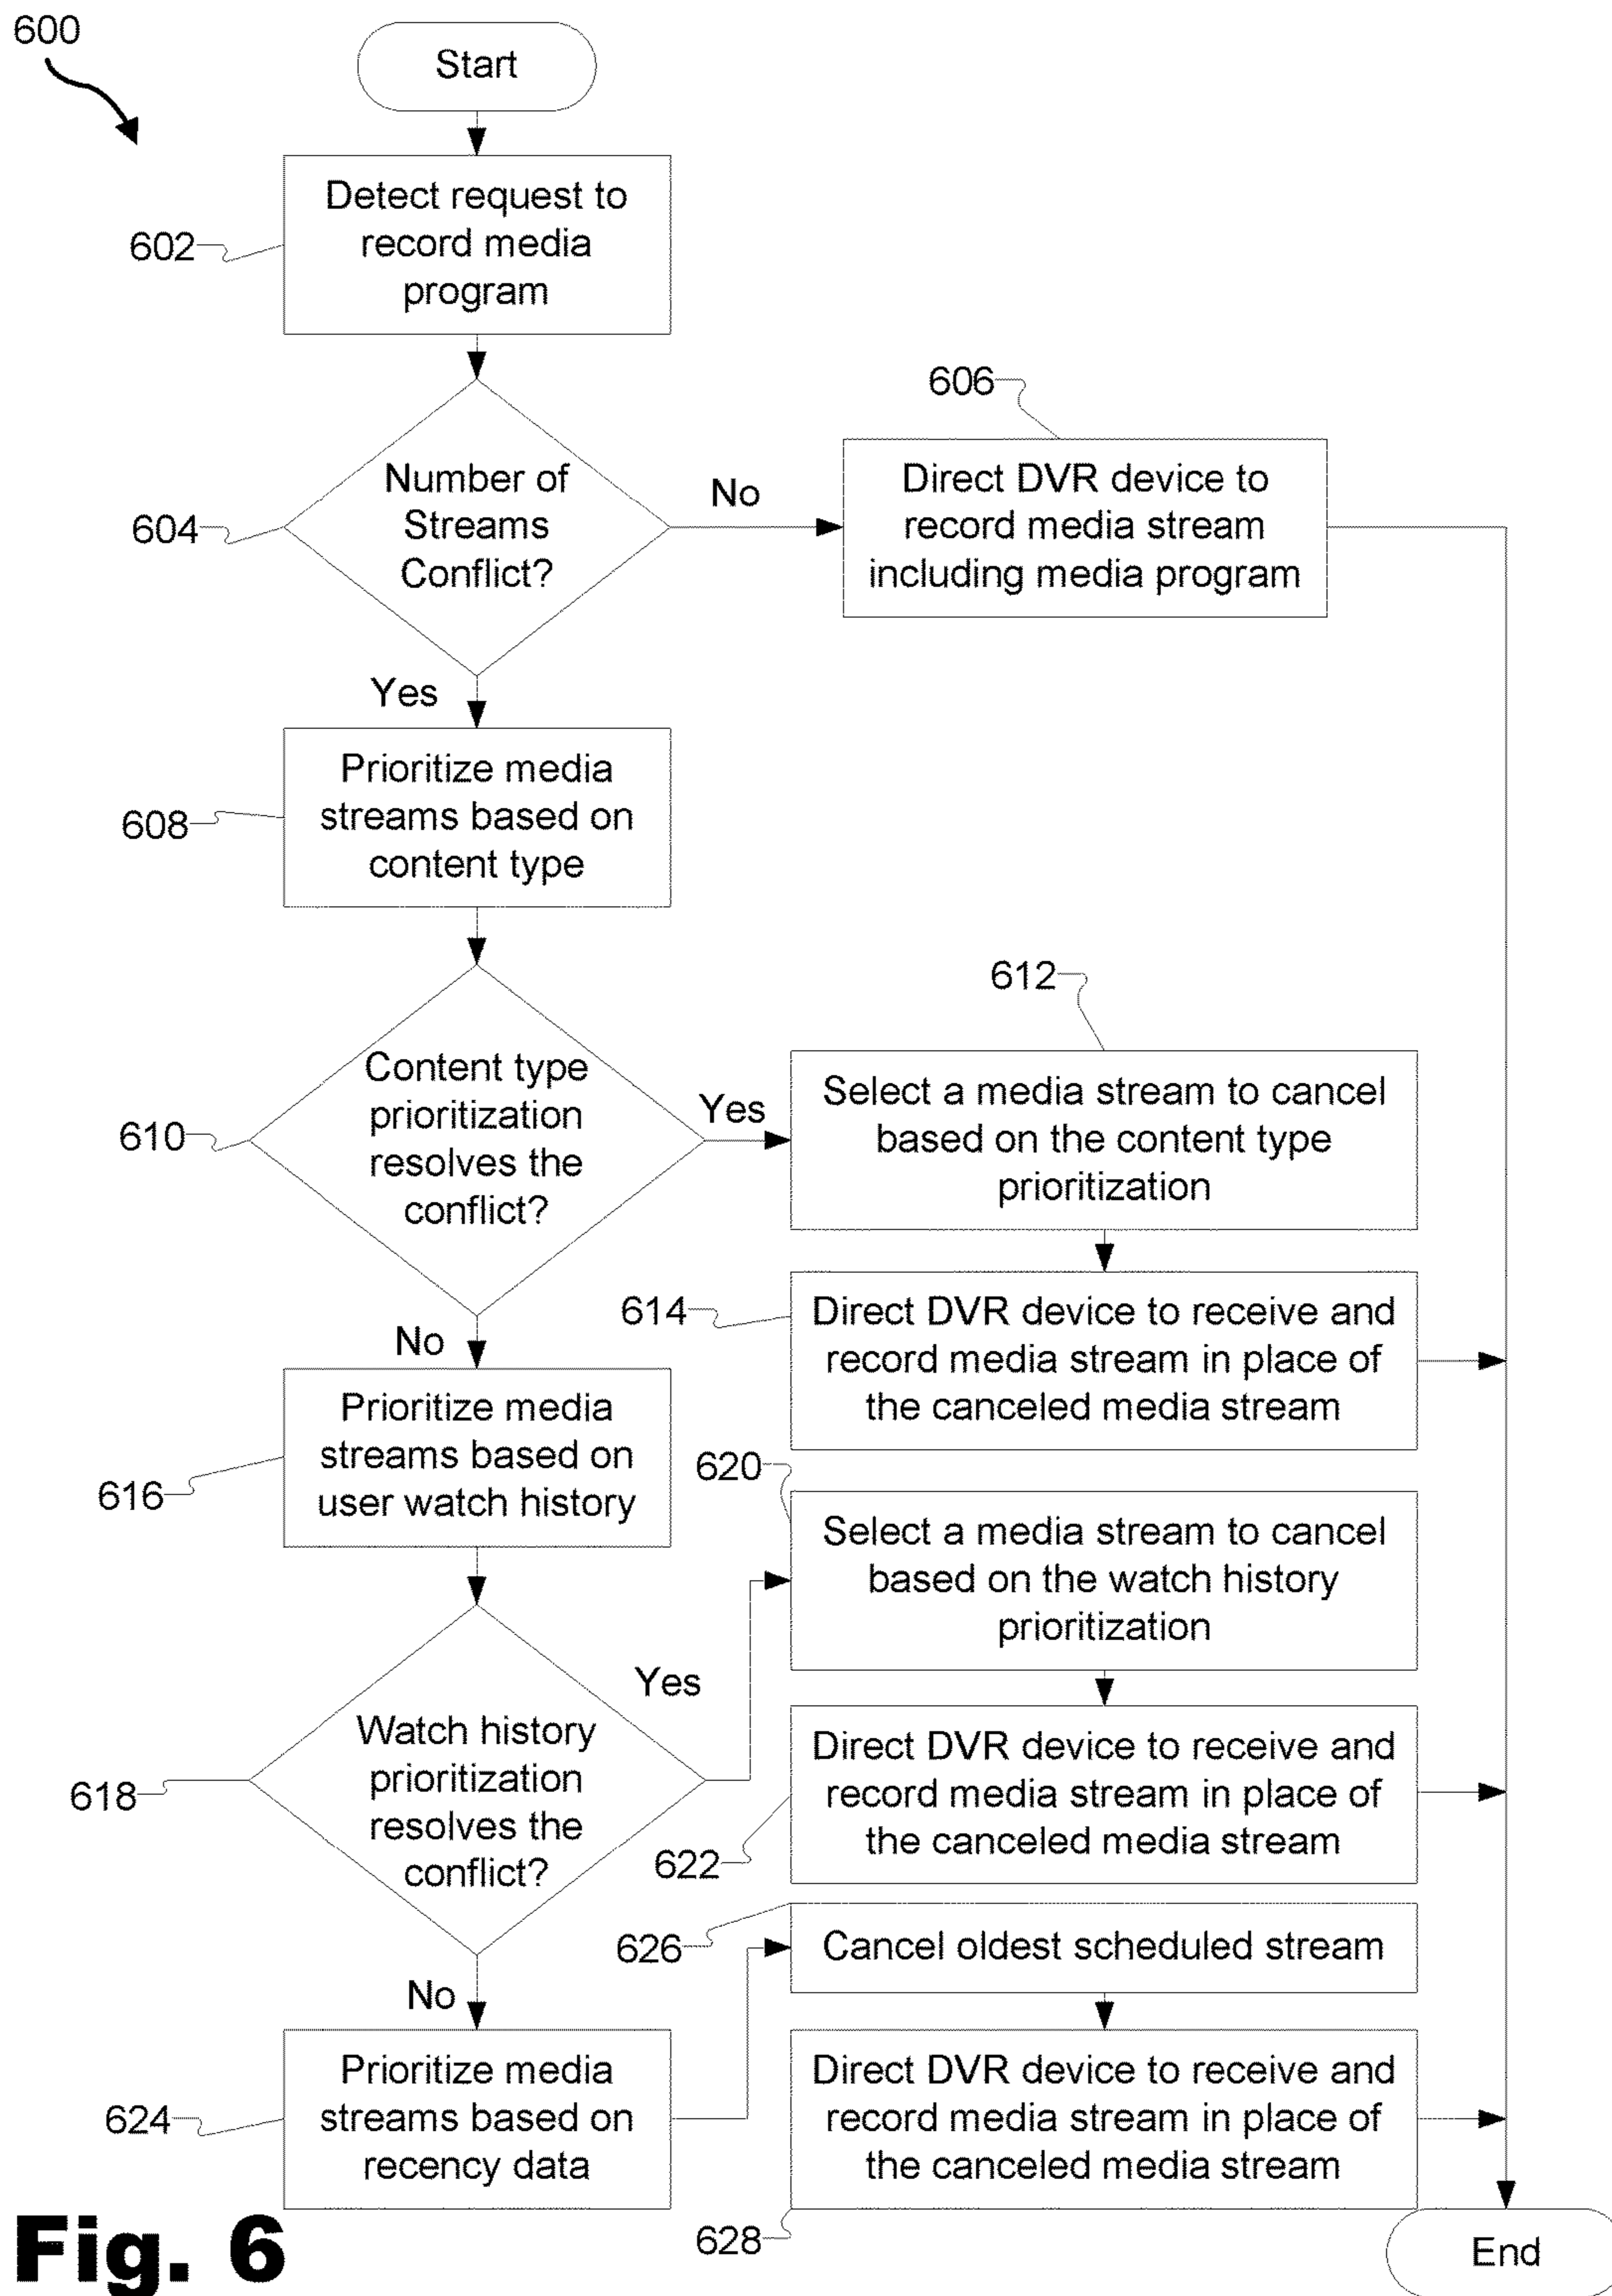 600
Start
Detect request to
record media
program
602
606
Number of
Streams
Conflict?
604
No
Direct DVR device to
record media stream
including media program
Yes
Prioritize media
streams based on
content type
608
612
Content type
prioritization
resolves the
conflict?
610
Yes
Select a media stream to cancel
based on the content type
prioritization
614
Direct DVR device to receive and
record media stream in place of
the canceled media stream
No
Prioritize media
streams based on
user watch history
616
620
Select a media stream to cancel
based on the watch history
prioritization
Yes
Watch history
prioritization
resolves the
conflict?
618
Direct DVR device to receive and
record media stream in place of
the canceled media stream
622
626
Cancel oldest scheduled stream
No
Prioritize media
streams based on
recency data
624
Direct DVR device to receive and
record media stream in place of
the canceled media stream
628
End
Fig. 6